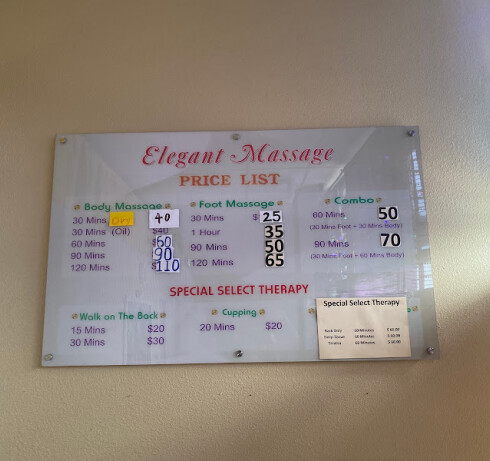 Elegant Massage
PRICE LIST
Body Massage
30 Mins Dry 40
30 Mins (Oil) $40
60 Mins $60
90 Mins 90
120 Mins $110
Foot Massage
30 Mins $25
1 Hour 35
90 Mins 50
120 Mins 65
Combo
60 Mins 50
(30 Mins Foot + 30 Mins Body)
90 Mins 70
(30 Mins Foot + 60 Mins Body)
SPECIAL SELECT THERAPY
Walk on The Back
15 Mins $20
30 Mins $30
Cupping
20 Mins $20
Special Select Therapy